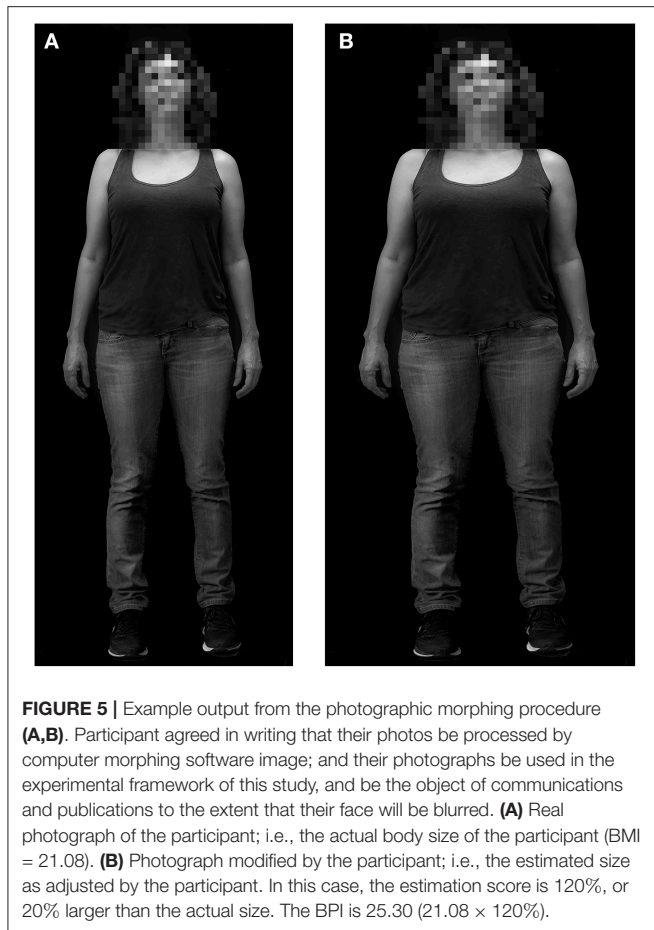 A
B
FIGURE 5 | Example output from the photographic morphing procedure
(A,B). Participant agreed in writing that their photos be processed by
computer morphing software image; and their photographs be used in the
experimental framework of this study, and be the object of communications
and publications to the extent that their face will be blurred. (A) Real
photograph of the participant; i.e., the actual body size of the participant (BMI
= 21.08). (B) Photograph modified by the participant; i.e., the estimated size
as adjusted by the participant. In this case, the estimation score is 120%, or
20% larger than the actual size. The BPI is 25.30 (21.08 × 120%).